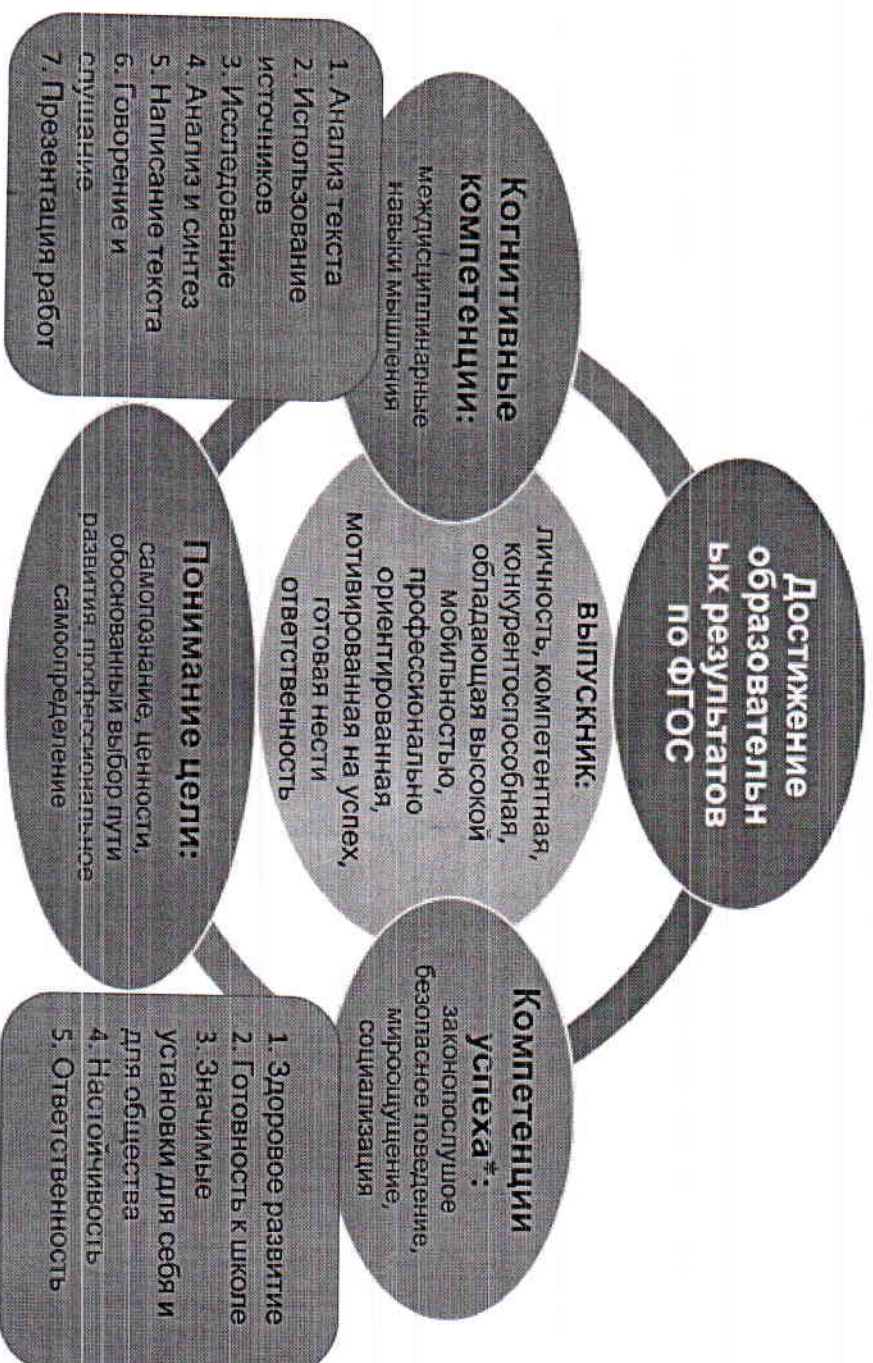 Достижение
образовательн
ых результатов
по ФГОС
Когнитивные
компетенции:
междисциплинарные
навыки мышления
1. Анализ текста
2. Использование
источников
3. Исследование
4. Анализ и синтез
5. Написание текста
6. Говорение и
слушание
7. Презентация работ
ВЫПУСКНИК:
личность, компетентная,
конкурентоспособная,
обладающая высокой
мобильностью,
профессионально
ориентированная,
мотивированная на успех,
готовая нести
ответственность
Компетенции
успеха*:
законопослушое
безопасное поведение,
мироощущение,
социализация
1. Здоровое развитие
2. Готовность к школе
3. Значимые
установки для себя и
для общества
4. Настойчивость
5. Ответственность
Понимание цели:
самопознание, ценности,
обоснованный выбор пути
развития, профессиональное
самоопределение